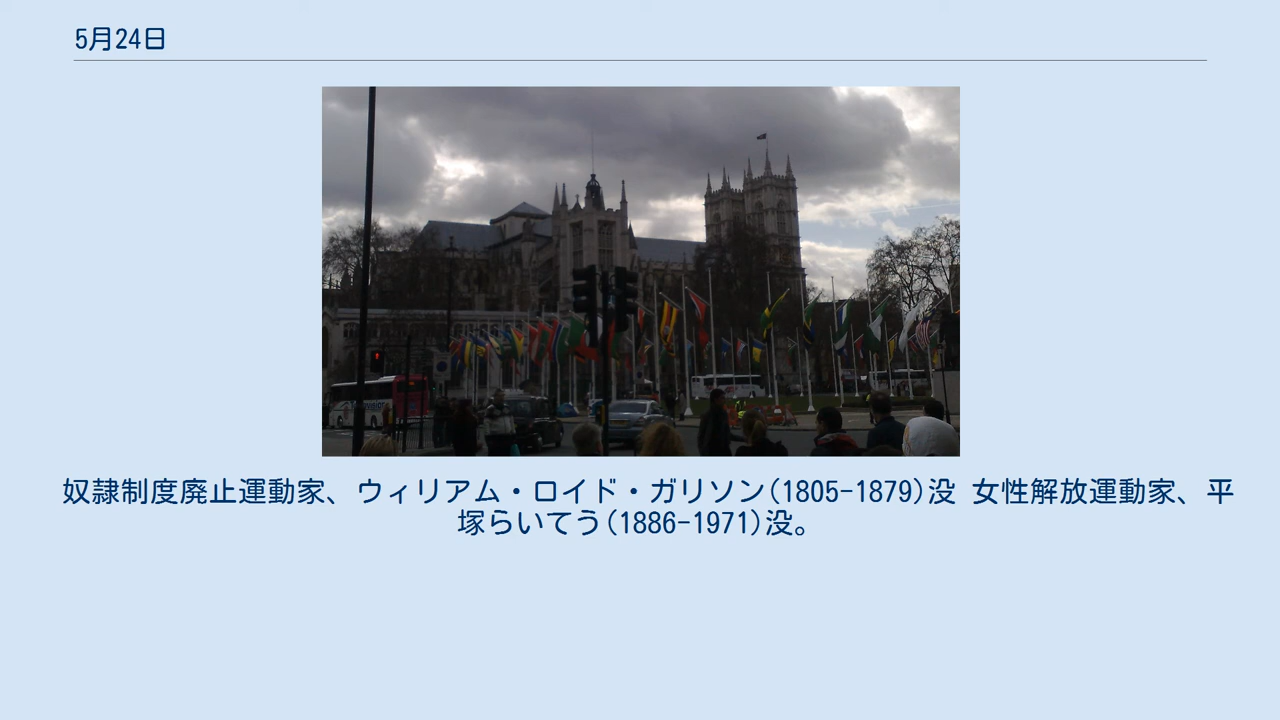 5月24日
奴隷制度廃止運動家、ウィリアム・ロイド・ガリソン(1805-1879)没 女性解放運動家、平
塚らいてう(1886-1971)没。